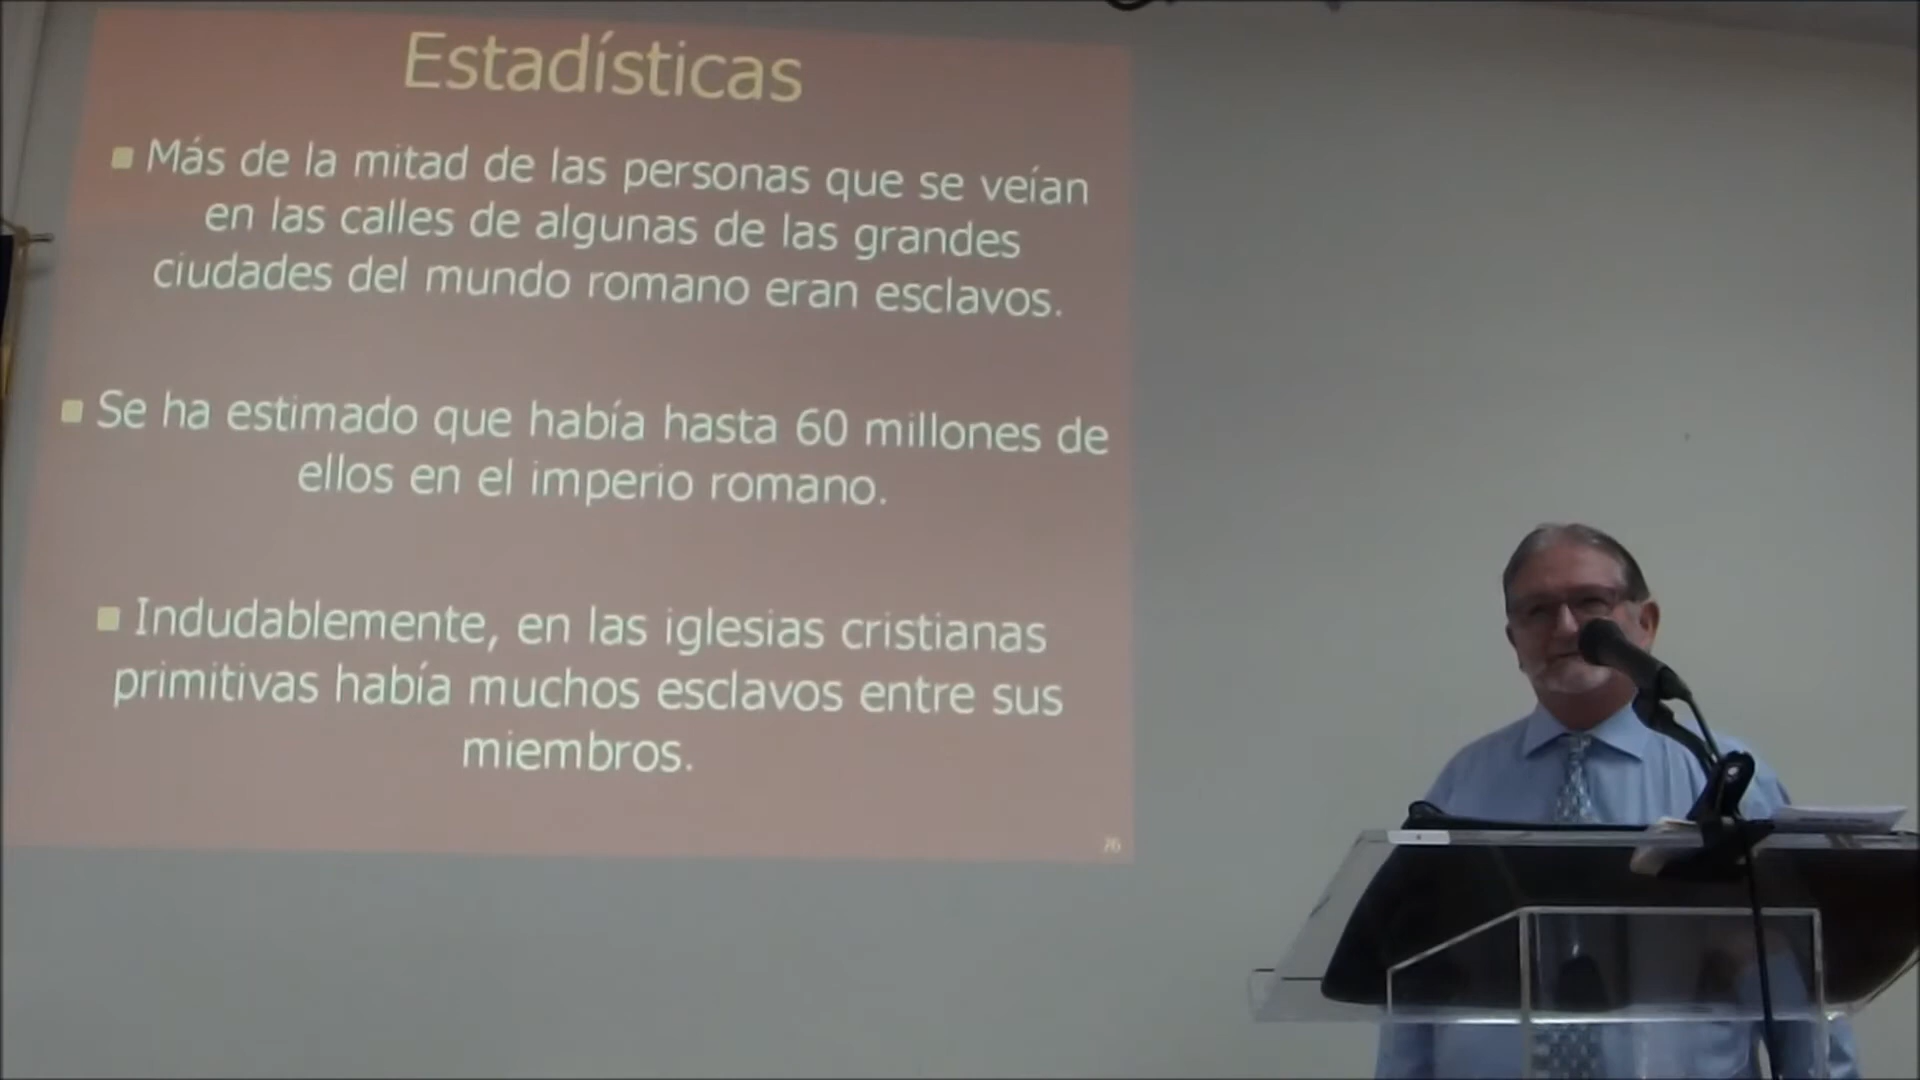 Estadísticas
Más de la mitad de las personas que se veían
en las calles de algunas de las grandes
ciudades del mundo romano eran esclavos.
Se ha estimado que había hasta 60 millones de
ellos en el imperio romano.
Indudablemente, en las iglesias cristianas
primitivas había muchos esclavos entre sus
miembros.
76